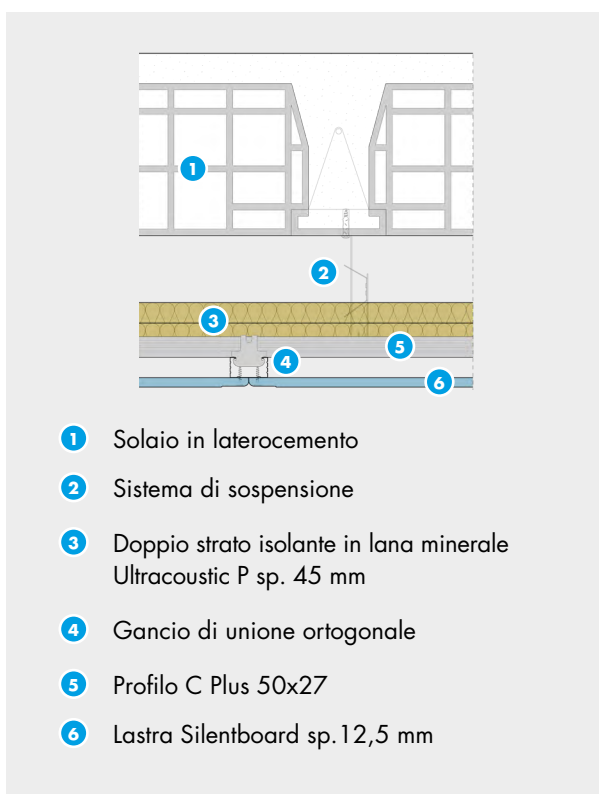 1
2
3
4
5
6
1 Solaio in laterocemento
2 Sistema di sospensione
3 Doppio strato isolante in lana minerale
Ultracoustic P sp. 45 mm
4 Gancio di unione ortogonale
5 Profilo C Plus 50x27
6 Lastra Silentboard sp.12,5 mm